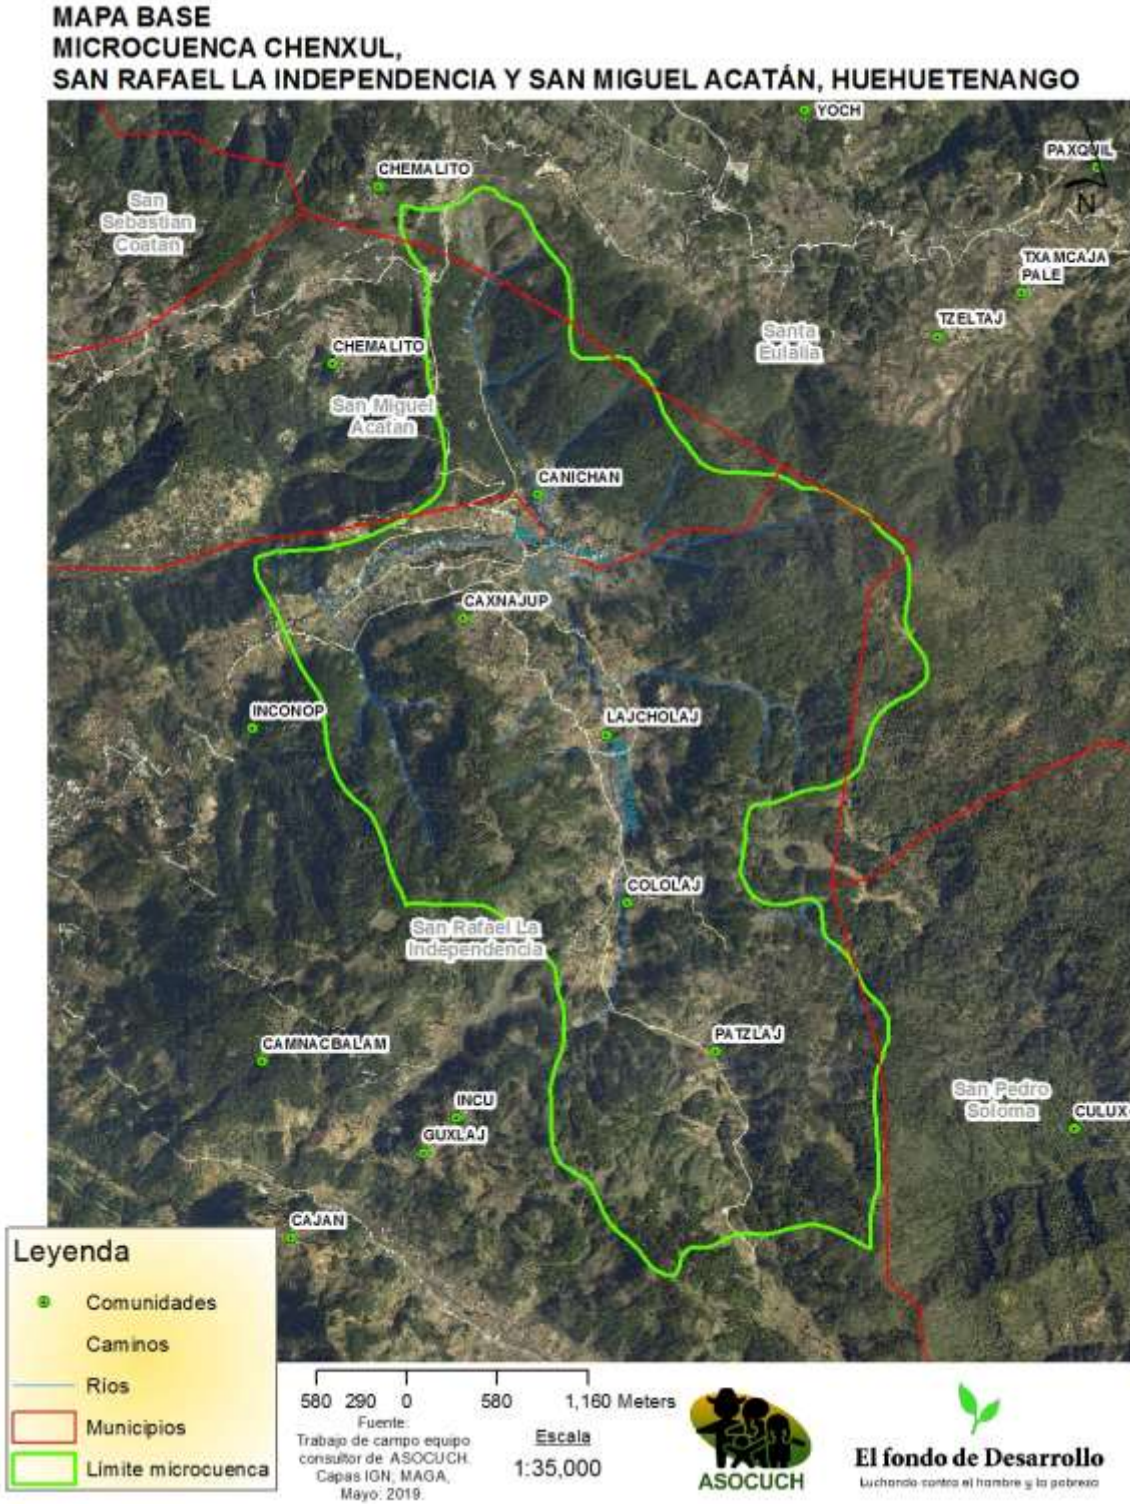 MAPA BASE
MICROCUENCA CHENXUL,
SAN RAFAEL LA INDEPENDENCIA Y SAN MIGUEL ACATÁN, HUEHUETENANGO
YOCH
PAXQUIL
CHEMALITO
N
San
Sebastian
Coatan
TXAMCAJA
PALE
TZELTAJ
Santa
Eulalia
CHEMALITO
San Miguel
Acatan
CANICHAN
CAXNAJUP
INCONOP
LAJCHOLAJ
COLOLAJ
San Rafael La
Independencia
CAMNACBALAM
PATZLAJ
San Pedro
Soloma
INCU
CULUX
GUXLAJ
CAJAN
Leyenda
Comunidades
Caminos
Rios
Municipios
Limite microcuenca
580 290 0 580 1,160 Meters
Fuente:
Trabajo de campo equipo
consultor de ASOCUCH.
Capas IGN, MAGA,
Mayo: 2019.
Escala
1:35,000
ASOCUCH
El fondo de Desarrollo
Luchando contra el hambre y la pobreza